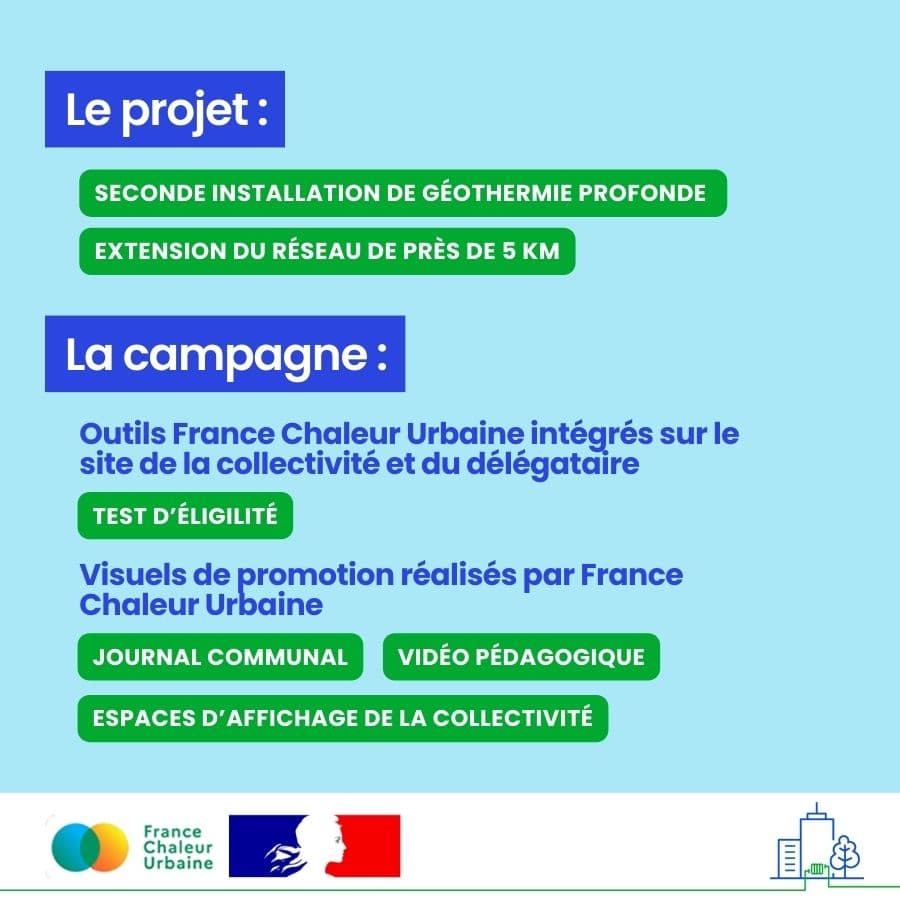 Le projet :
SECONDE INSTALLATION DE GÉOTHERMIE PROFONDE
EXTENSION DU RÉSEAU DE PRÈS DE 5 KM
La campagne :
Outils France Chaleur Urbaine intégrés sur le
site de la collectivité et du délégataire
TEST D’ÉLIGILITÉ
Visuels de promotion réalisés par France
Chaleur Urbaine
JOURNAL COMMUNAL VIDÉO PÉDAGOGIQUE
ESPACES D’AFFICHAGE DE LA COLLECTIVITÉ
France
Chaleur
Urbaine